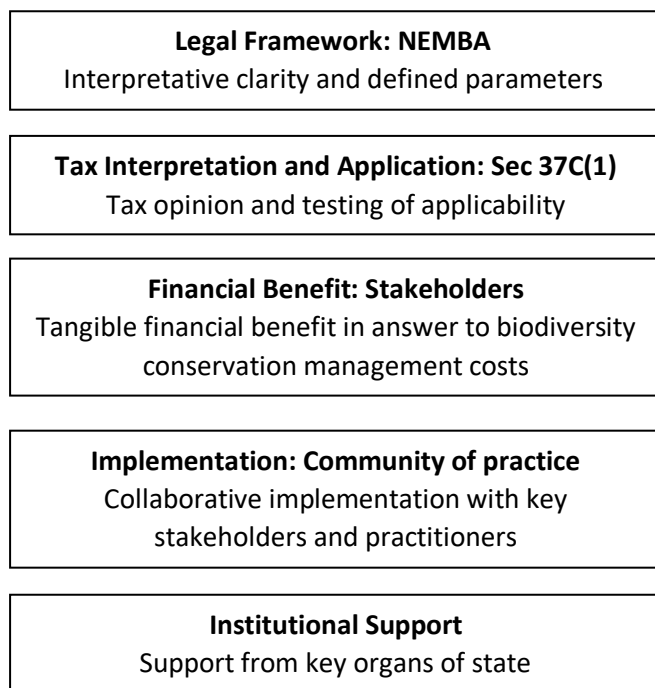 Legal Framework: NEMBA
Interpretative clarity and defined parameters
Tax Interpretation and Application: Sec 37C(1)
Tax opinion and testing of applicability
Financial Benefit: Stakeholders
Tangible financial benefit in answer to biodiversity
conservation management costs
Implementation: Community of practice
Collaborative implementation with key
stakeholders and practitioners
Institutional Support
Support from key organs of state